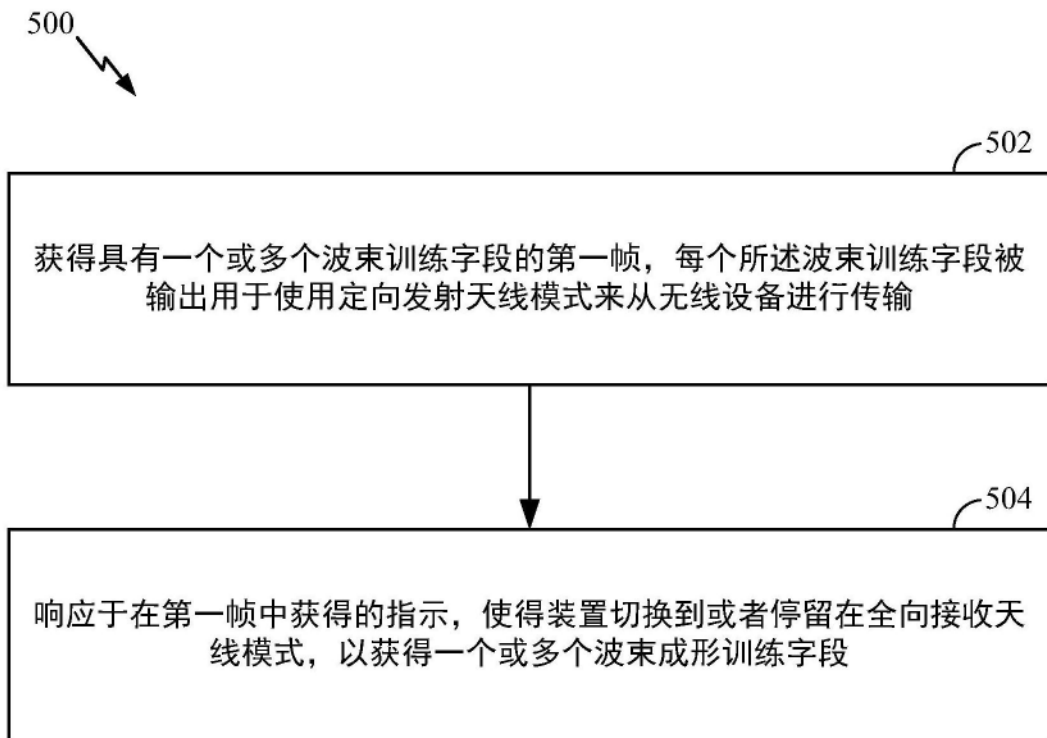 500
502
获得具有一个或多个波束训练字段的第一帧，每个所述波束训练字段被
输出用于使用定向发射天线模式来从无线设备进行传输
504
响应于在第一帧中获得的指示，使得装置切换到或者停留在全向接收天
线模式，以获得一个或多个波束成形训练字段